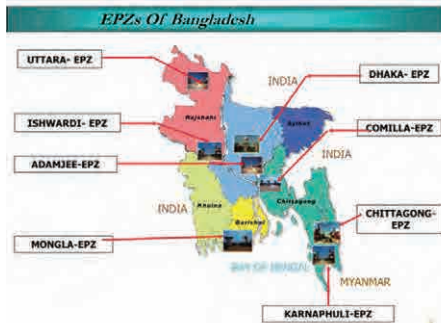 EPZs Of Bangladesh
UTTARA- EPZ
INDIA
DHAKA- EPZ
Rajshahi
Sylhet
ISHWARDI- EPZ
COMILLA-EPZ
ADAMJEE-EPZ
INDIA
Khulna
Chittagong
INDIA
Barishal
CHITTAGONG-
EPZ
MONGLA-EPZ
BAY OF BENGAL
MYANMAR
KARNAPHULI-EPZ